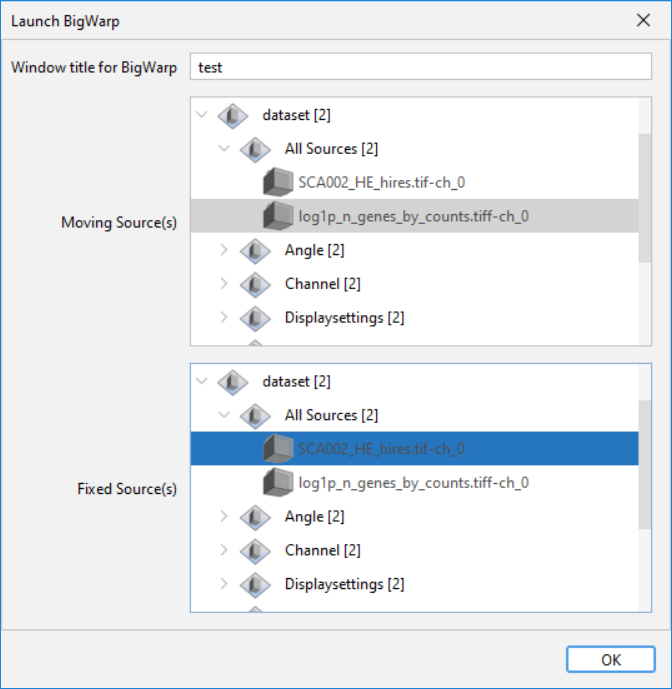 Launch BigWarp
Window title for BigWarp
test
Moving Source(s)
dataset [2]
All Sources [2]
SCA002_HE_hires.tif-ch_0
log1p_n_genes_by_counts.tiff-ch_0
Angle [2]
Channel [2]
Displaysettings [2]
Fixed Source(s)
dataset [2]
All Sources [2]
SCA002_HE_hires.tif-ch_0
log1p_n_genes_by_counts.tiff-ch_0
Angle [2]
Channel [2]
Displaysettings [2]
OK